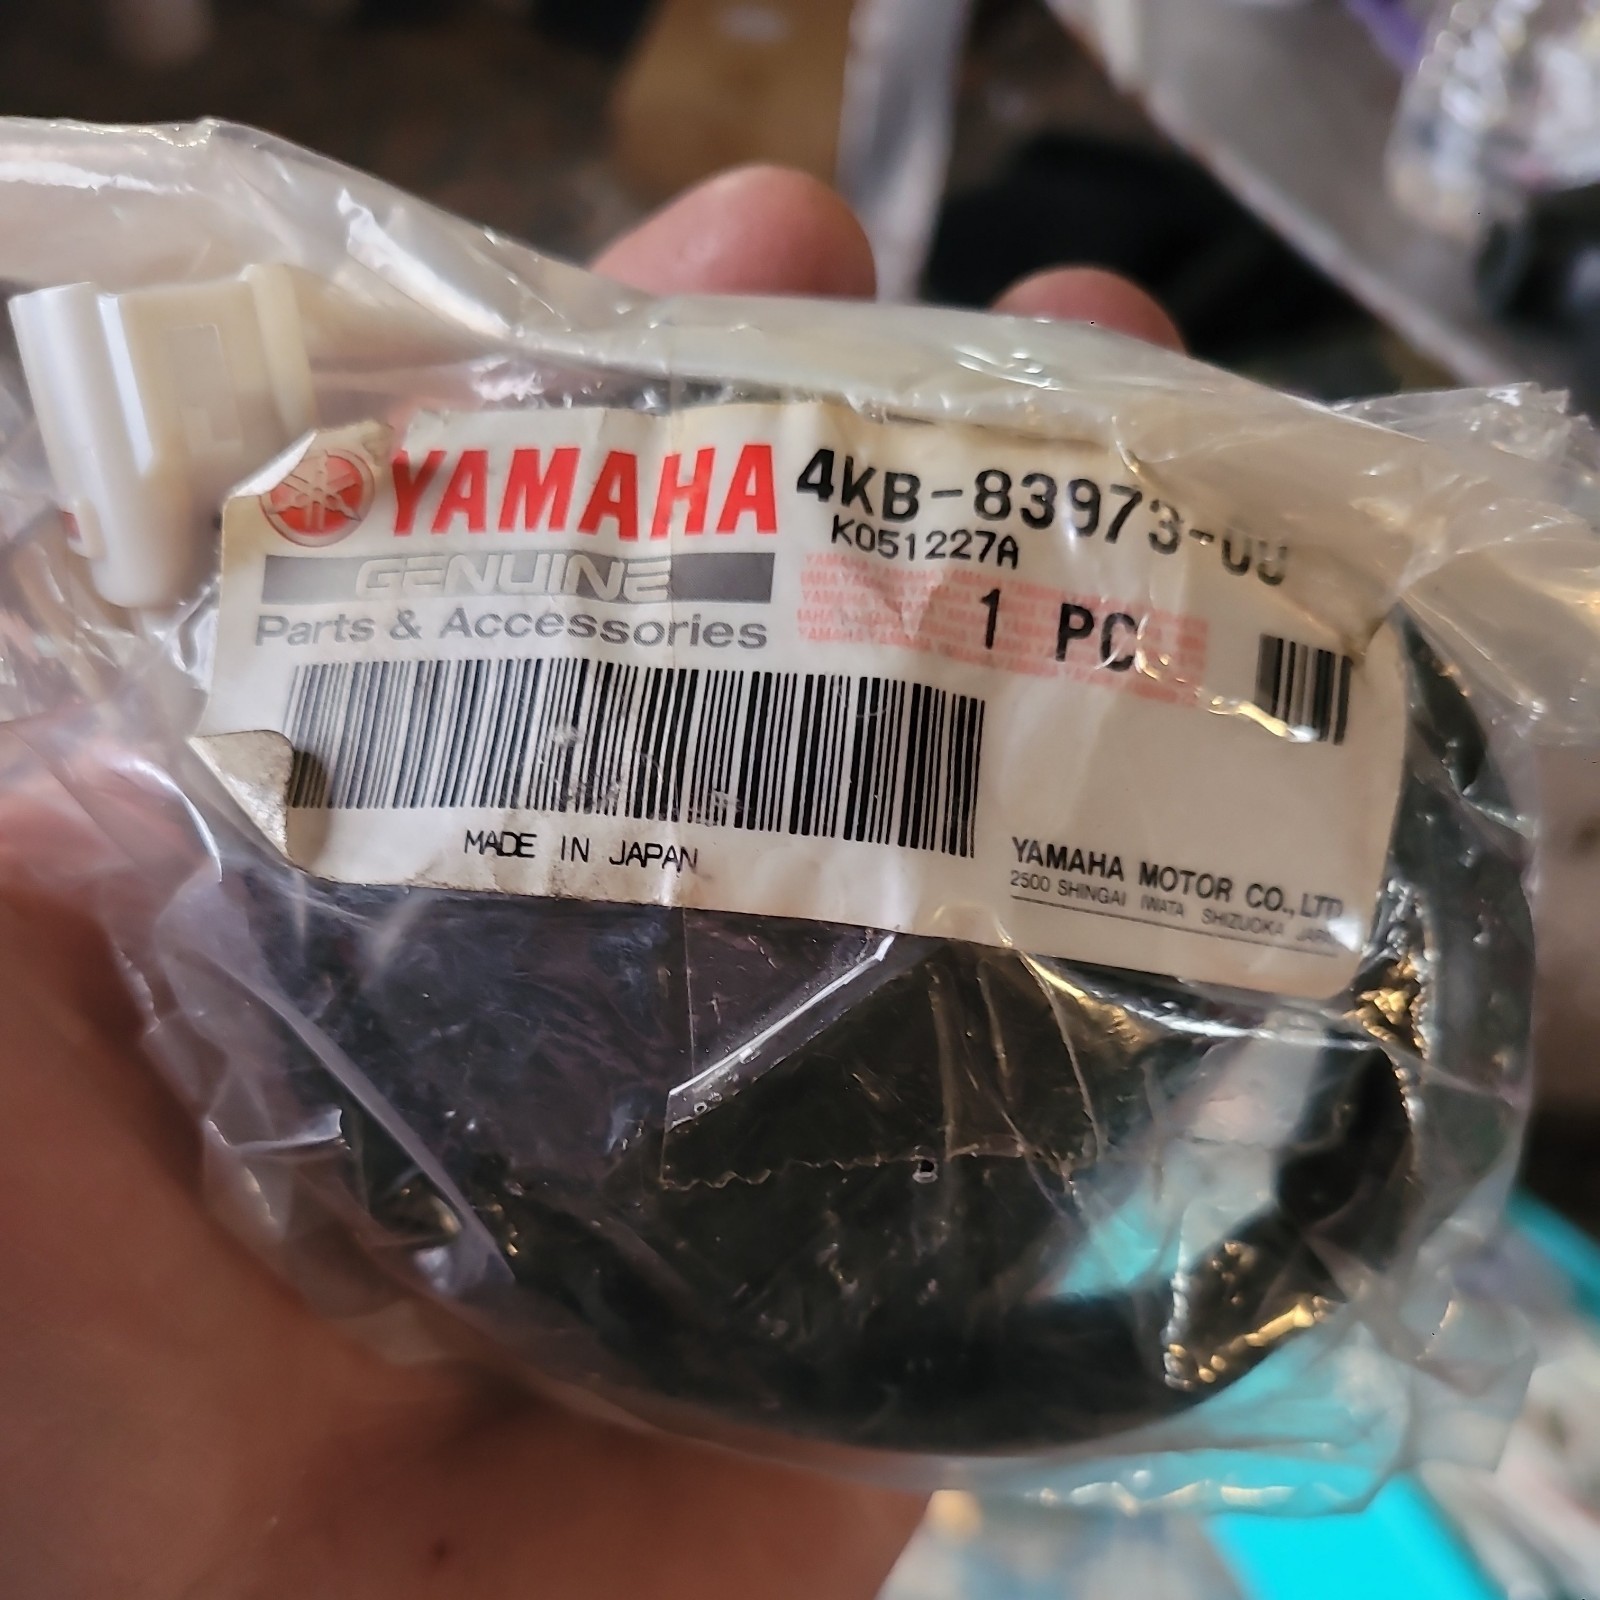 YAMAHA 4KB-83973-00
K051227A
GENUINE
Parts & Accessories
1 PC
MADE IN JAPAN
YAMAHA MOTOR CO., LTD.
2500 SHINGAI IWATA SHIZUOKA JAPAN